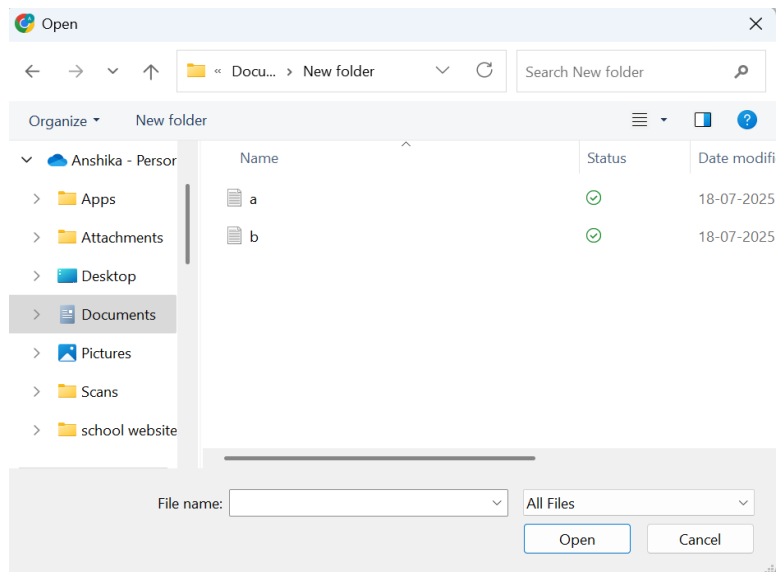 Open
« Docu... › New folder
Search New folder
Organize
New folder
?
Anshika - Persor
Name
Status
Date modifi
Apps
a
18-07-2025
Attachments
b
18-07-2025
Desktop
Documents
Pictures
Scans
school website
File name:
All Files
Open
Cancel